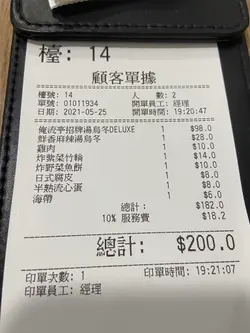 檯: 14
顧客單據
檯號: 14 人 數: 2
單號: 01011934 開單員工: 經理
日期: 2021-05-25 開單時間: 19:20:47
俺流亭招牌湯烏冬DELUXE 1 $98.0
鮮香麻辣湯烏冬 1 $28.0
雞肉 1 $10.0
炸紫菜竹輪 1 $14.0
炸野菜魚餅 1 $10.0
日式腐皮 1 $8.0
半熟流心蛋 1 $8.0
海帶 1 $6.0
總計: $182.0
10% 服務費 $18.2
總計: $200.0
印單次數: 1 印單時間: 19:21:07
印單員工: 經理